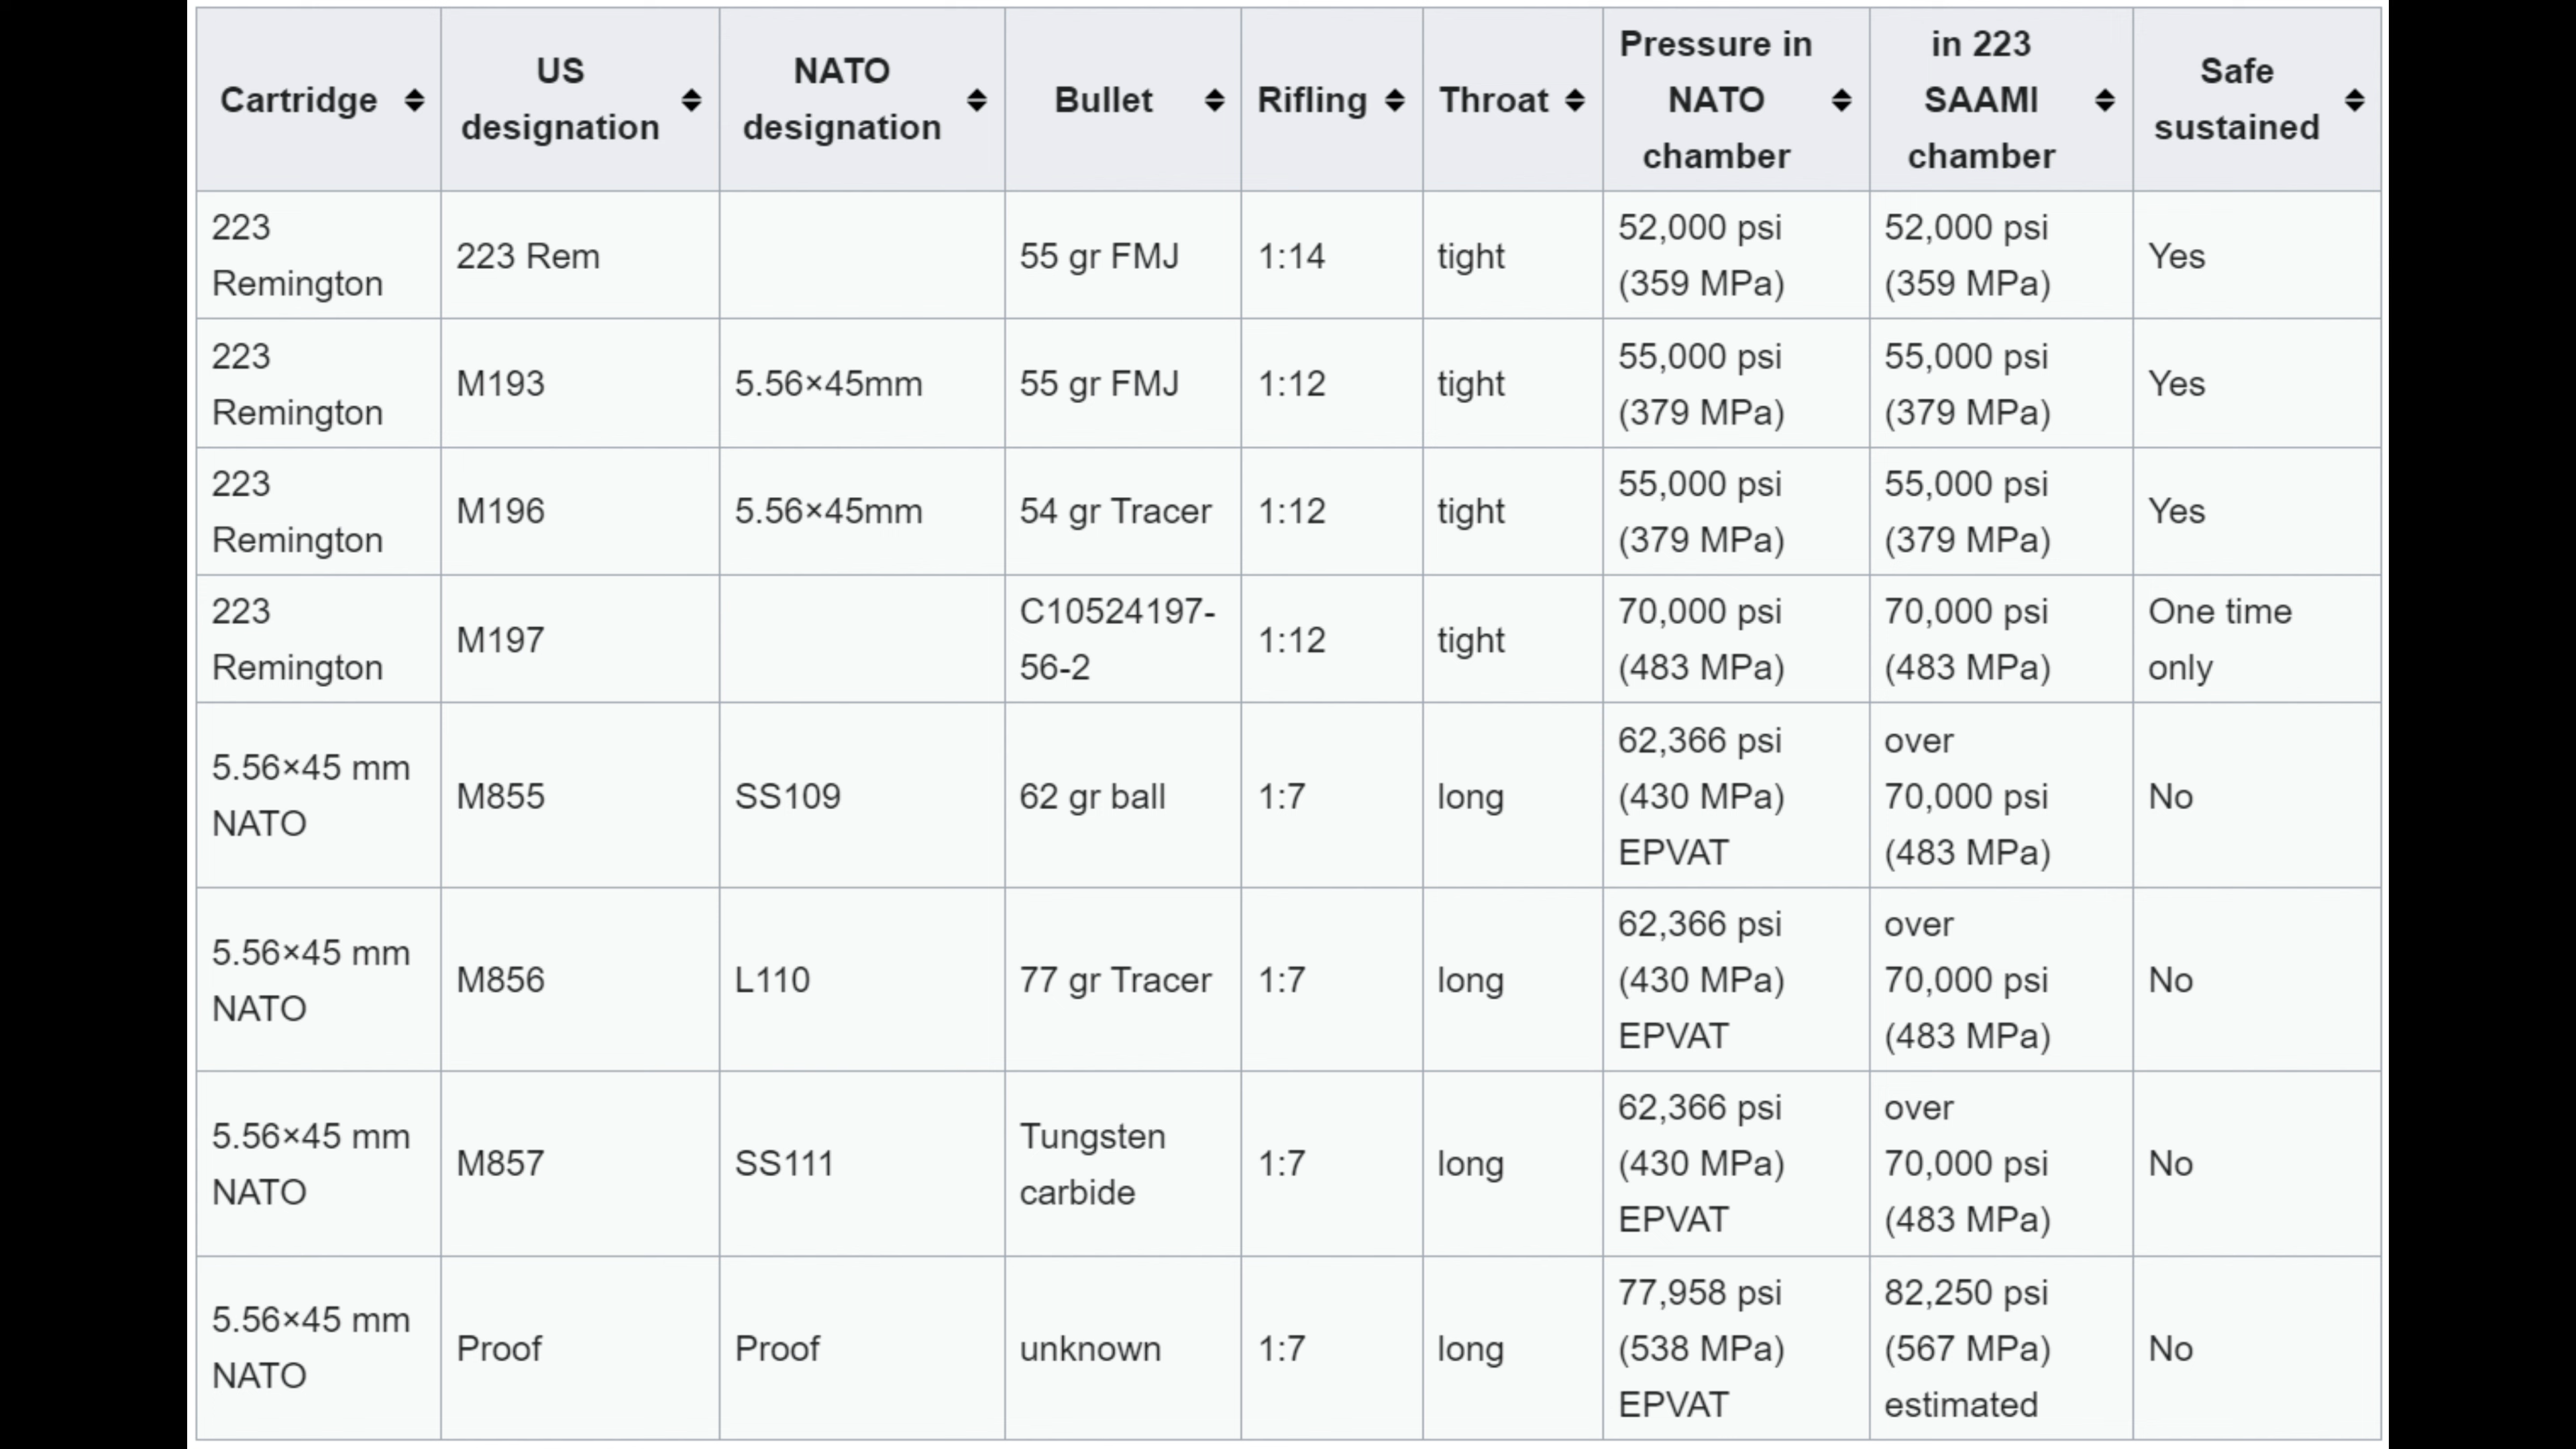 Cartridge
US
designation
NATO
designation
Bullet
Rifling
Throat
Pressure in
NATO
chamber
in 223
SAAMI
chamber
Safe
sustained
223
Remington
223 Rem
55 gr FMJ
1:14
tight
52,000 psi
(359 MPa)
52,000 psi
(359 MPa)
Yes
223
Remington
M193
5.56×45mm
55 gr FMJ
1:12
tight
55,000 psi
(379 MPa)
55,000 psi
(379 MPa)
Yes
223
Remington
M196
5.56×45mm
54 gr Tracer
1:12
tight
55,000 psi
(379 MPa)
55,000 psi
(379 MPa)
Yes
223
Remington
M197
C10524197-
56-2
1:12
tight
70,000 psi
(483 MPa)
70,000 psi
(483 MPa)
One time
only
5.56×45 mm
NATO
M855
SS109
62 gr ball
1:7
long
62,366 psi
(430 MPa)
EPVAT
over
70,000 psi
(483 MPa)
No
5.56×45 mm
NATO
M856
L110
77 gr Tracer
1:7
long
62,366 psi
(430 MPa)
EPVAT
over
70,000 psi
(483 MPa)
No
5.56×45 mm
NATO
M857
SS111
Tungsten
carbide
1:7
long
62,366 psi
(430 MPa)
EPVAT
over
70,000 psi
(483 MPa)
No
5.56×45 mm
NATO
Proof
Proof
unknown
1:7
long
77,958 psi
(538 MPa)
EPVAT
82,250 psi
(567 MPa)
estimated
No